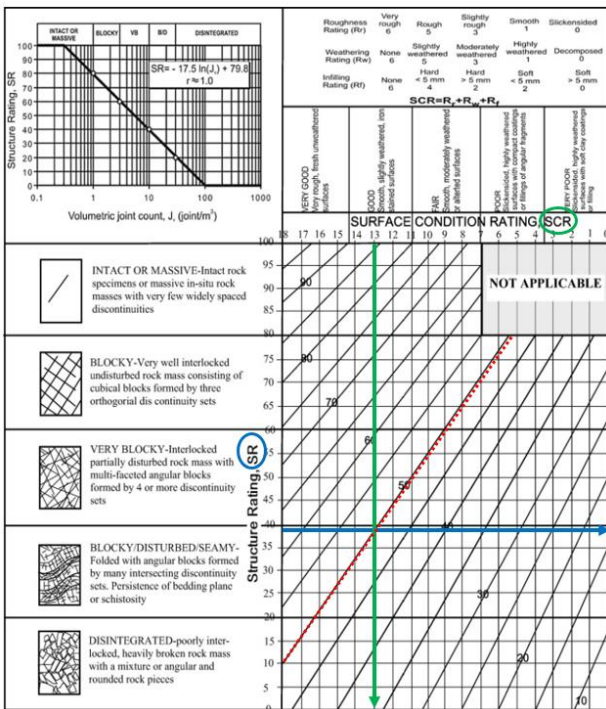 INTACT OR MASSIVE BLOCKY VB B/D DISINTEGRATED
100
90
80
70
60
50
40
30
20
10
0
Structure Rating, SR
SR= - 17.5 ln(Jv) + 79.8
r ≈ 1.0
0.1 1 10 100 1000
Volumetric joint count, Jv (joint/m³)
Roughness Rating (Rr) Very rough 6 Rough 5 Slightly rough 3 Smooth 1 Slickensided 0
Weathering Rating (Rw) None 6 Slightly weathered 5 Moderately weathered 3 Highly weathered 1 Decomposed 0
Infilling Rating (Rf) None 6 Hard < 5 mm 4 Hard > 5 mm 2 Soft < 5 mm 2 Soft > 5 mm 0
SCR=Rr+Rw+Rf
VERY GOOD
Very rough, fresh unweathored
surfaces
GOOD
Smooth, slightly weathered, iron
stained surfaces
FAIR
Smooth, moderately weathered
or alterted surfaces
POOR
Slickensided, highly weathered
surfaces with compact coatings
or fillings of angular fragments
VERY POOR
Slickensided, highly weathered
surfaces with soft clay coatings
or filling
SURFACE CONDITION RATING, SCR
18 17 16 15 14 13 12 11 10 9 8 7 6 5 4 3 2 1 0
INTACT OR MASSIVE-Intact rock
specimens or massive in-situ rock
masses with very few widely spaced
discontinuities
BLOCKY-Very well interlocked
undisturbed rock mass consisting of
cubical blocks formed by three
orthogorial dis continuity sets
VERY BLOCKY-Interlocked
partially disturbed rock mass with
multi-faceted angular blocks
formed by 4 or more discontinuity
sets
BLOCKY/DISTURBED/SEAMY-
Folded with angular blocks formed
by many intersecting discontinuity
sets. Persistence of bedding plane
or schistosity
DISINTEGRATED-poorly inter-
locked, heavily broken rock mass
with a mixture or angular and
rounded rock pieces
Structure Rating, SR
100
95
90
85
80
75
70
65
60
55
50
45
40
35
30
25
20
15
10
5
0
NOT APPLICABLE
90
80
70
60
50
40
30
20
10